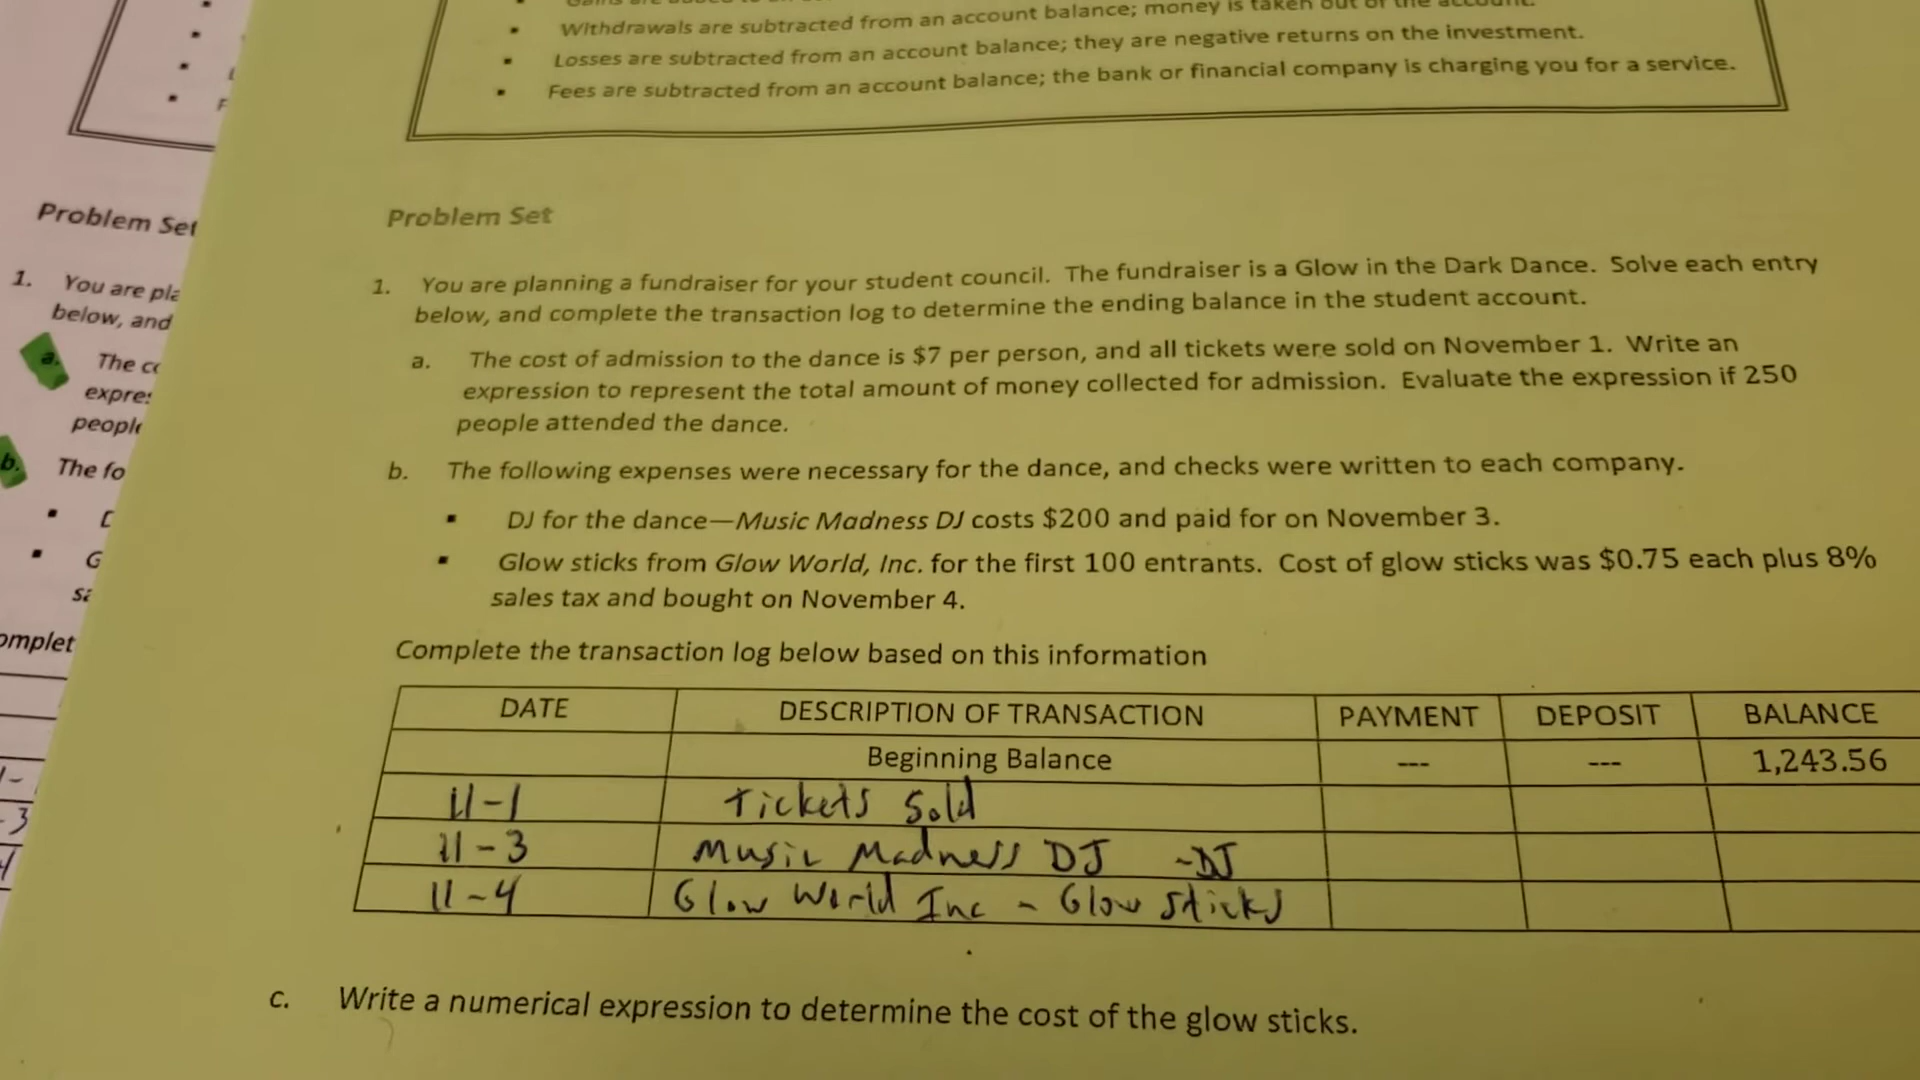 Withdrawals are subtracted from an account balance; money is taken out of the account.
Losses are subtracted from an account balance; they are negative returns on the investment.
Fees are subtracted from an account balance; the bank or financial company is charging you for a service.
Problem Set
1. You are planning a fundraiser for your student council. The fundraiser is a Glow in the Dark Dance. Solve each entry
below, and complete the transaction log to determine the ending balance in the student account.
a. The cost of admission to the dance is $7 per person, and all tickets were sold on November 1. Write an
expression to represent the total amount of money collected for admission. Evaluate the expression if 250
people attended the dance.
b. The following expenses were necessary for the dance, and checks were written to each company.
▪ DJ for the dance—Music Madness DJ costs $200 and paid for on November 3.
▪ Glow sticks from Glow World, Inc. for the first 100 entrants. Cost of glow sticks was $0.75 each plus 8%
sales tax and bought on November 4.
Complete the transaction log below based on this information
DATE DESCRIPTION OF TRANSACTION PAYMENT DEPOSIT BALANCE
Beginning Balance --- --- 1,243.56
11-1 Tickets Sold
11-3 Music Madness DJ -DJ
11-4 Glow World Inc - Glow Sticks
c. Write a numerical expression to determine the cost of the glow sticks.
Problem Set
1. You are pla
below, and
a. The co
expres
people
b. The fo